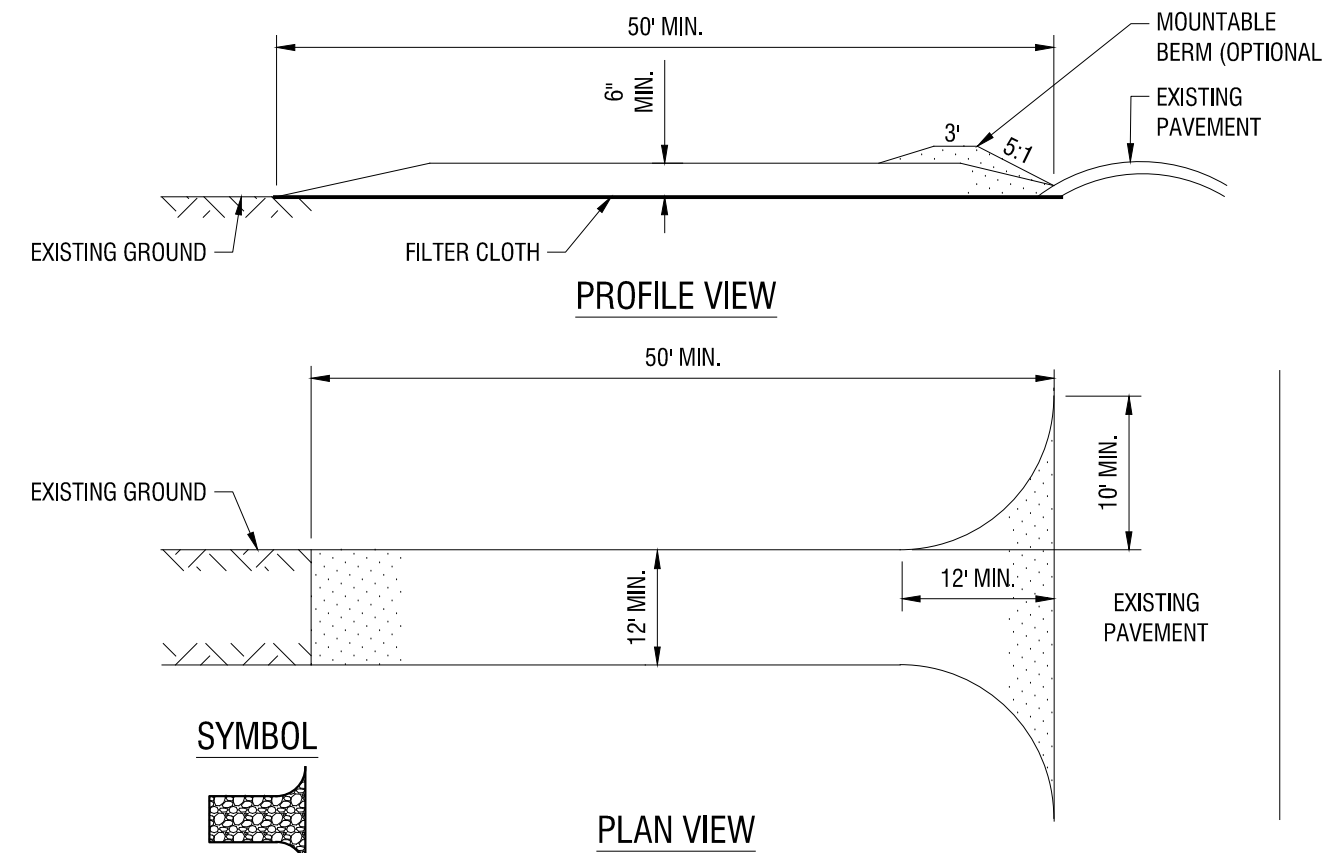 50' MIN.
MOUNTABLE
BERM (OPTIONAL
6"
MIN.
EXISTING
PAVEMENT
3'
5:1
EXISTING GROUND
FILTER CLOTH
PROFILE VIEW
50' MIN.
10' MIN.
EXISTING GROUND
12' MIN.
12' MIN.
EXISTING
PAVEMENT
SYMBOL
PLAN VIEW